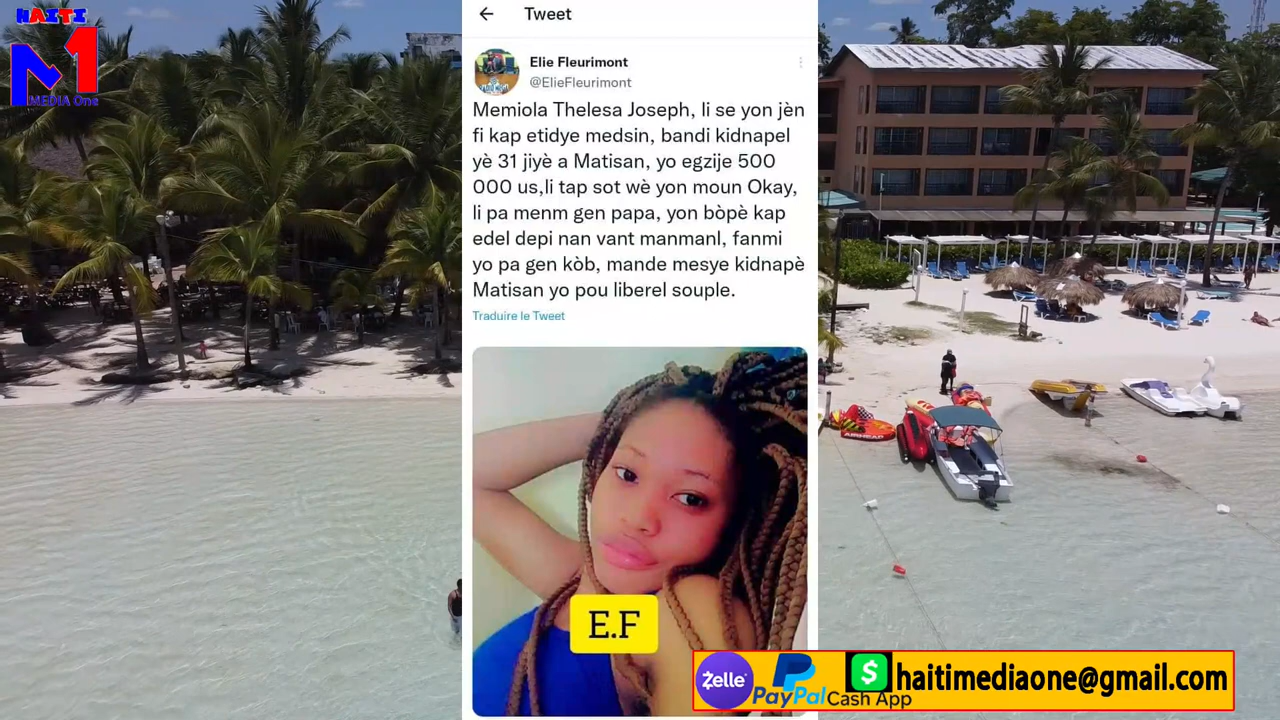 HAITI
M1
MEDIA One
Tweet
Elie Fleurimont
@ElieFleurimont
Memiola Thelesa Joseph, li se yon jèn
fi kap etidye medsin, bandi kidnapel
yè 31 jiyè a Matisan, yo egzije 500
000 us,li tap sot wè yon moun Okay,
li pa menm gen papa, yon bòpè kap
edel depi nan vant manmanl, fanmi
yo pa gen kòb, mande mesye kidnapè
Matisan yo pou liberel souple.
Traduire le Tweet
E.F
AIRHEAD
Zelle
PayPal
$
Cash App
haitimediaone@gmail.com